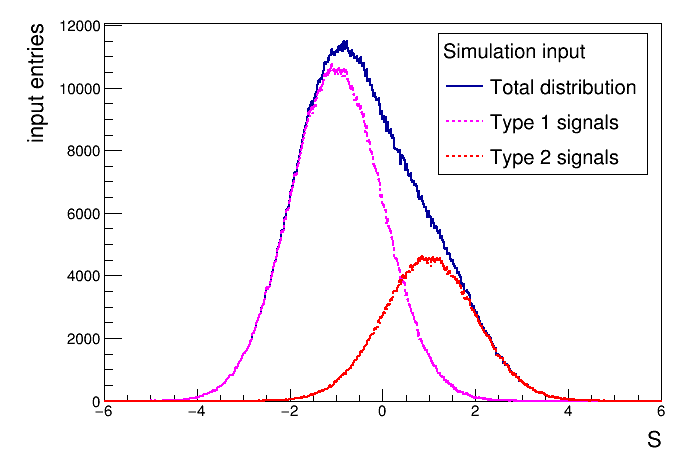 12000
10000
8000
6000
4000
2000
0
input entries
Simulation input
Total distribution
Type 1 signals
Type 2 signals
−6 −4 −2 0 2 4 6
S